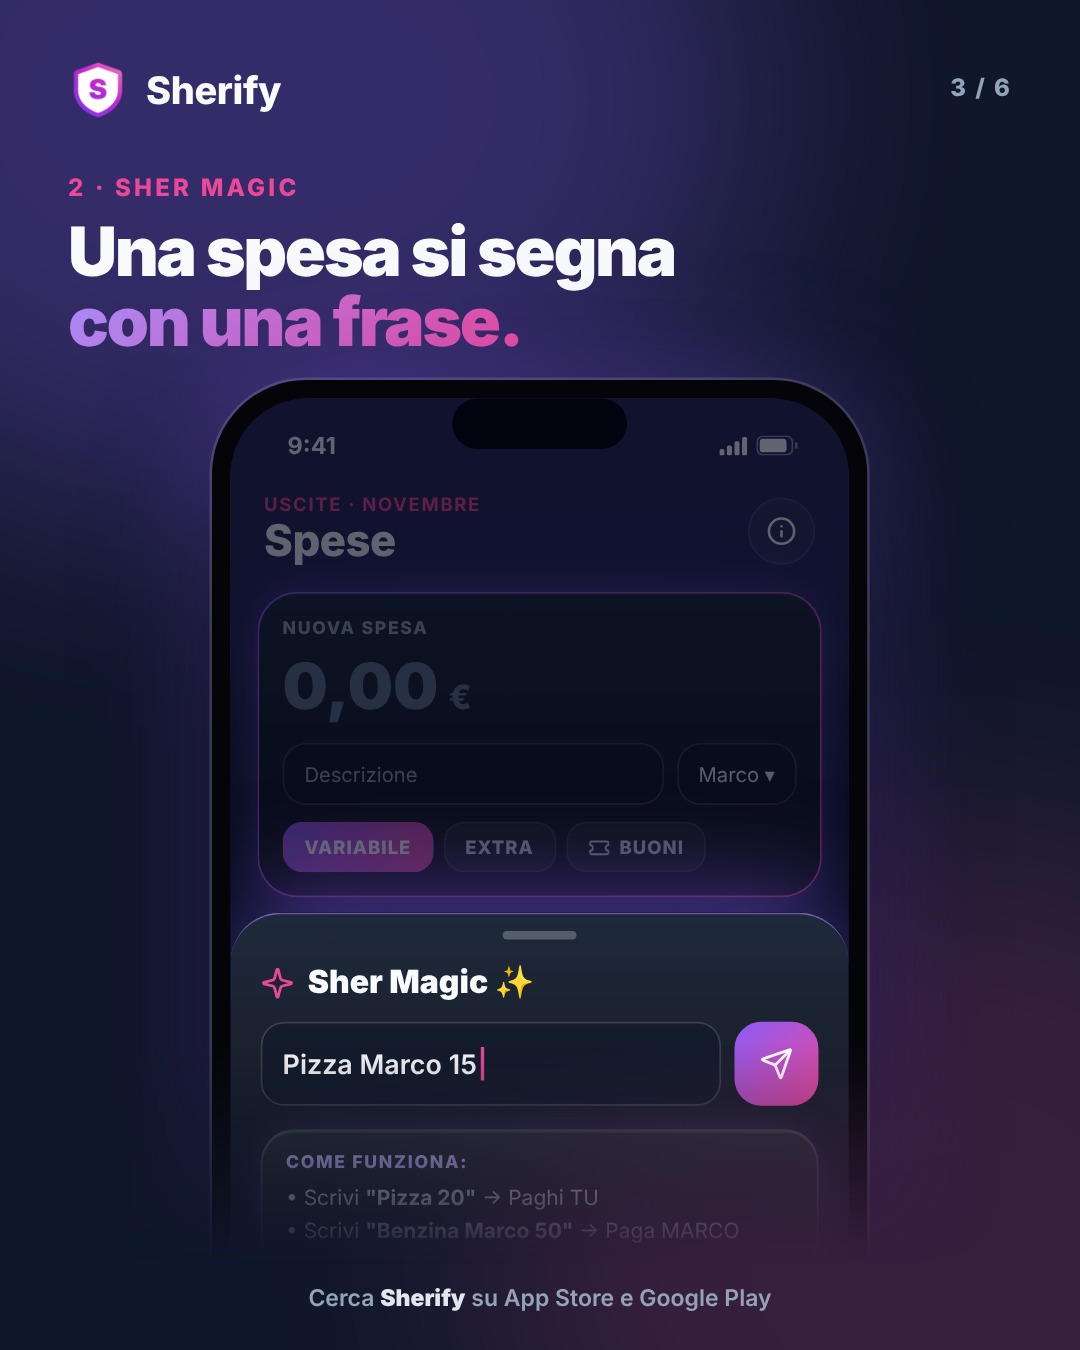 S
Sherify
3 / 6
2 · SHER MAGIC
Una spesa si segna
con una frase.
9:41
USCITE · NOVEMBRE
Spese
NUOVA SPESA
0,00 €
Descrizione
Marco ▾
VARIABILE
EXTRA
BUONI
Sher Magic ✨
Pizza Marco 15
COME FUNZIONA:
• Scrivi "Pizza 20" → Paghi TU
• Scrivi "Benzina Marco 50" → Paga MARCO
Cerca Sherify su App Store e Google Play